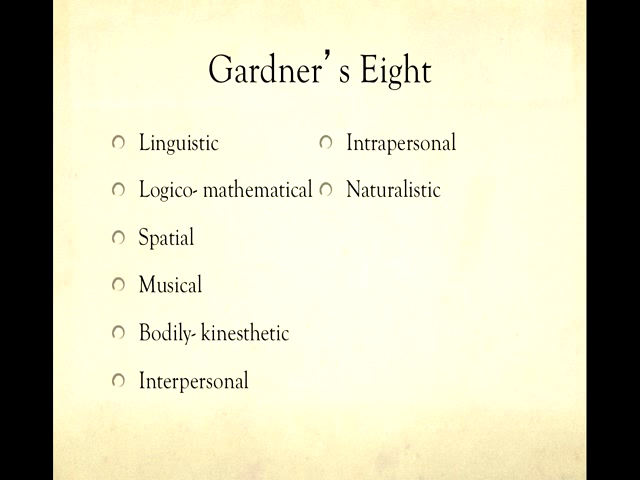 Gardner’s Eight
Linguistic
Logico- mathematical
Spatial
Musical
Bodily- kinesthetic
Interpersonal
Intrapersonal
Naturalistic